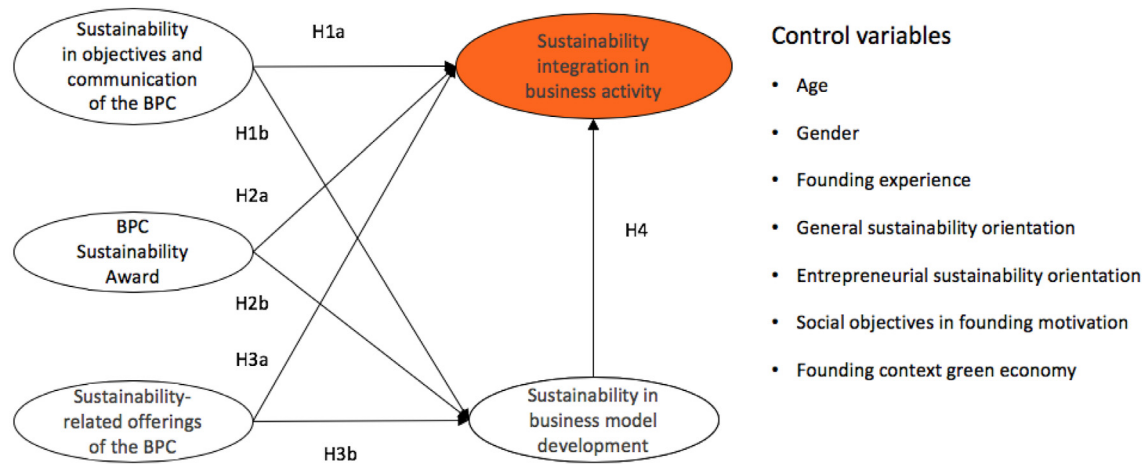 Sustainability
in objectives and
communication
of the BPC
H1a
Sustainability
integration in
business activity
H1b
H2a
BPC
Sustainability
Award
H2b
H3a
Sustainability-
related offerings
of the BPC
H3b
Sustainability in
business model
development
H4
Control variables
• Age
• Gender
• Founding experience
• General sustainability orientation
• Entrepreneurial sustainability orientation
• Social objectives in founding motivation
• Founding context green economy